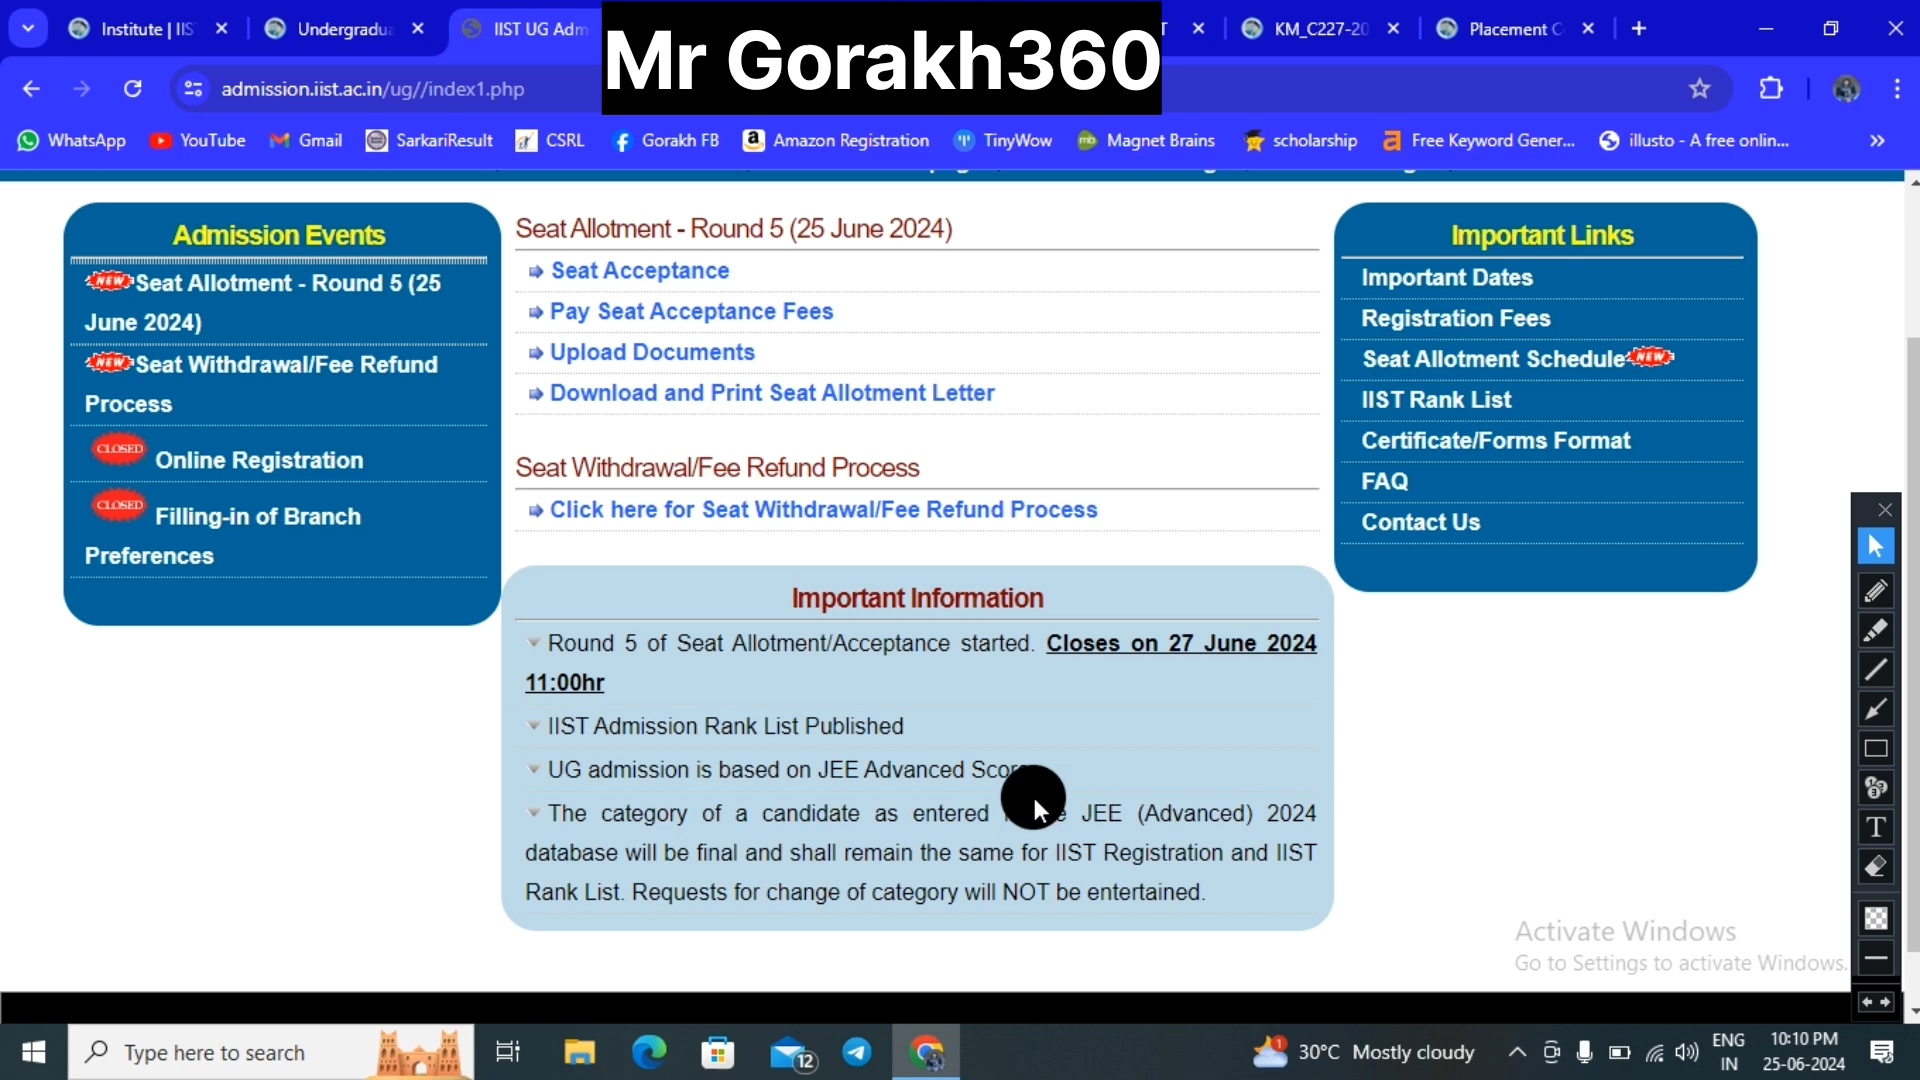 Institute | IIS
Undergradua
IIST UG Adm
Mr Gorakh360
T
KM_C227-20
Placement C
admission.iist.ac.in/ug//index1.php
WhatsApp
YouTube
Gmail
SarkariResult
CSRL
Gorakh FB
Amazon Registration
TinyWow
Magnet Brains
scholarship
Free Keyword Gener...
illusto - A free onlin...
Admission Events
NEW Seat Allotment - Round 5 (25
June 2024)
NEW Seat Withdrawal/Fee Refund
Process
CLOSED Online Registration
CLOSED Filling-in of Branch
Preferences
Seat Allotment - Round 5 (25 June 2024)
Seat Acceptance
Pay Seat Acceptance Fees
Upload Documents
Download and Print Seat Allotment Letter
Seat Withdrawal/Fee Refund Process
Click here for Seat Withdrawal/Fee Refund Process
Important Information
Round 5 of Seat Allotment/Acceptance started. Closes on 27 June 2024
11:00hr
IIST Admission Rank List Published
UG admission is based on JEE Advanced
The category of a candidate as entered JEE (Advanced) 2024
database will be final and shall remain the same for IIST Registration and IIST
Rank List. Requests for change of category will NOT be entertained.
Important Links
Important Dates
Registration Fees
Seat Allotment Schedule NEW
IIST Rank List
Certificate/Forms Format
FAQ
Contact Us
T
Activate Windows
Go to Settings to activate Windows.
Type here to search
12
1
30°C Mostly cloudy
ENG
IN
10:10 PM
25-06-2024